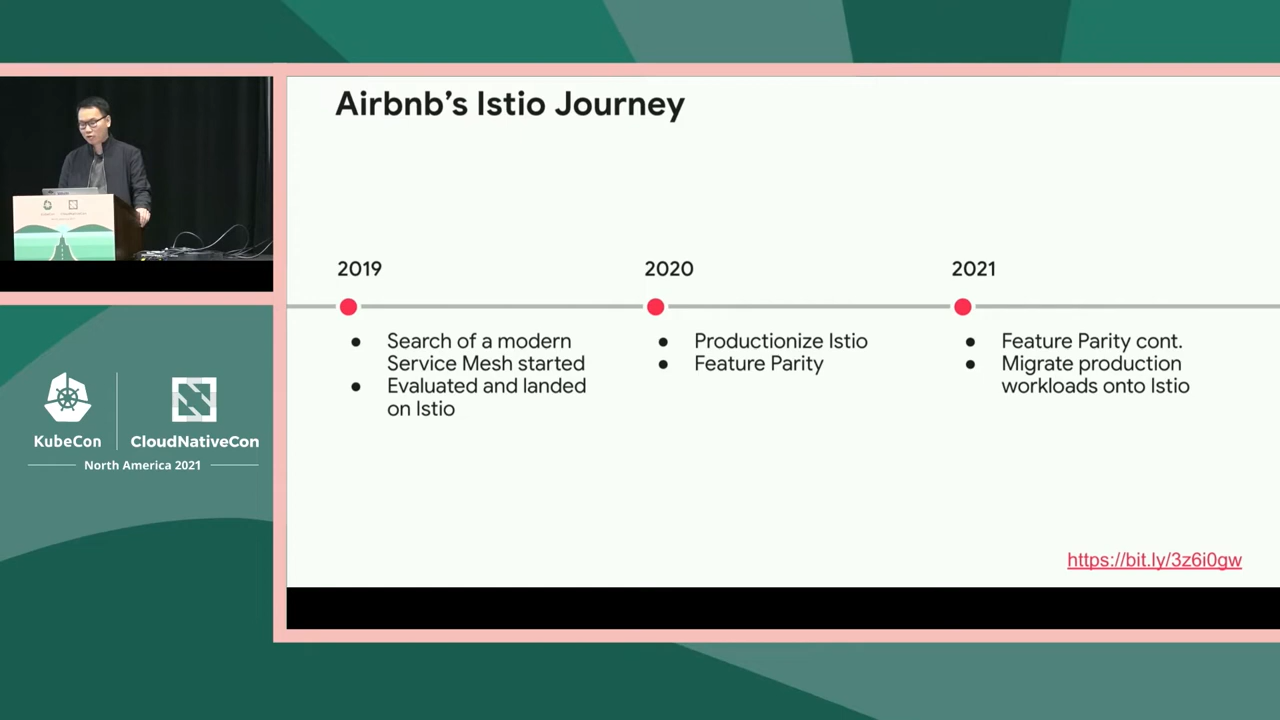 Airbnb's Istio Journey
2019
2020
2021
Search of a modern
Service Mesh started
Evaluated and landed
on Istio
Productionize Istio
Feature Parity
Feature Parity cont.
Migrate production
workloads onto Istio
https://bit.ly/3z6i0gw
KubeCon
CloudNativeCon
North America 2021